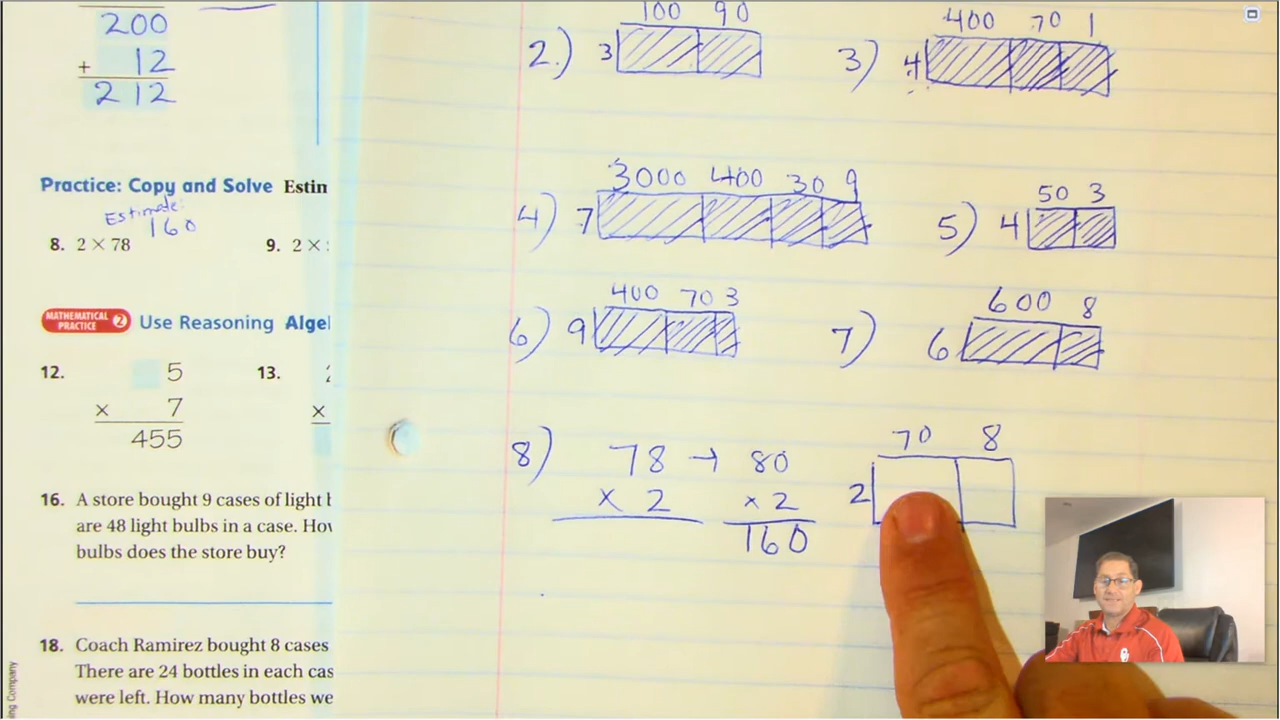 200
+ 12
212
Practice: Copy and Solve Estin
Estimate:
160
8. 2 × 78
9. 2 ×
MATHEMATICAL PRACTICE 2 Use Reasoning Algel
12. 5
× 7
455
13.
×
16. A store bought 9 cases of light b
are 48 light bulbs in a case. How
bulbs does the store buy?
18. Coach Ramirez bought 8 cases
There are 24 bottles in each cas
were left. How many bottles we
ng Company
100 90
2.) 3
400 70 1
3) 4
3000 400 30 9
4) 7
50 3
5) 4
400 70 3
6) 9
600 8
7) 6
8) 78 → 80
× 2 × 2
160
70 8
2